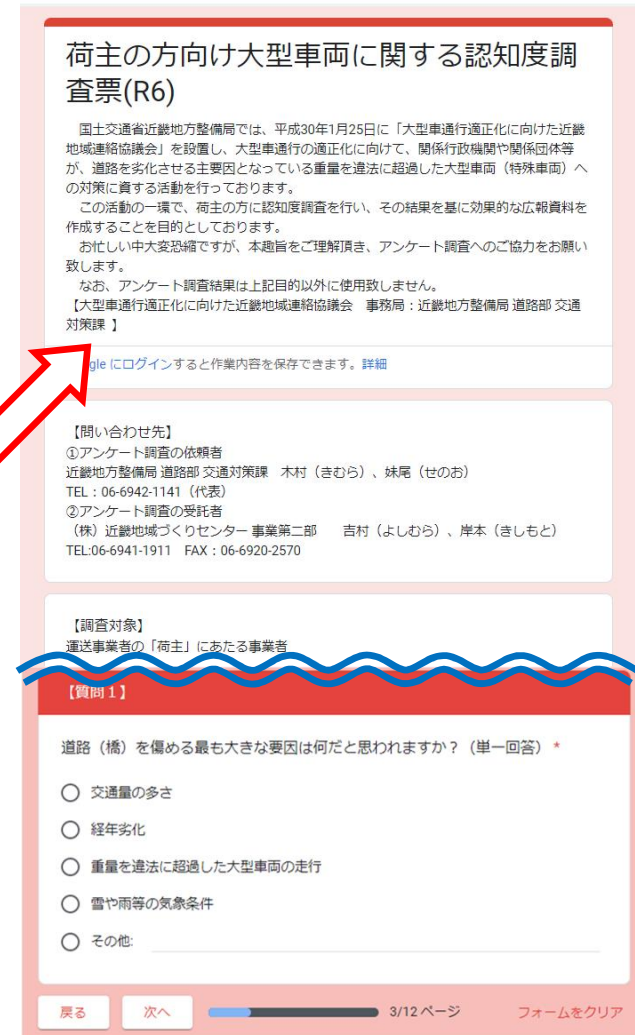 荷主の方向け大型車両に関する認知度調
査票(R6)
国土交通省近畿地方整備局では、平成30年1月25日に「大型車通行適正化に向けた近畿
地域連絡協議会」を設置し、大型車通行の適正化に向けて、関係行政機関や関係団体等
が、道路を劣化させる主要因となっている重量を違法に超過した大型車両（特殊車両）へ
の対策に資する活動を行っております。
この活動の一環で、荷主の方に認知度調査を行い、その結果を基に効果的な広報資料を
作成することを目的としております。
お忙しい中大変恐縮ですが、本趣旨をご理解頂き、アンケート調査へのご協力をお願い
致します。
なお、アンケート調査結果は上記目的以外に使用致しません。
【大型車通行適正化に向けた近畿地域連絡協議会　事務局：近畿地方整備局 道路部 交通
対策課 】
gle にログインすると作業内容を保存できます。詳細
【問い合わせ先】
①アンケート調査の依頼者
近畿地方整備局 道路部 交通対策課　木村（きむら）、妹尾（せのお）
TEL：06-6942-1141（代表）
②アンケート調査の受託者
（株）近畿地域づくりセンター 事業第二部　吉村（よしむら）、岸本（きしもと）
TEL:06-6941-1911　FAX：06-6920-2570
【調査対象】
運送事業者の「荷主」にあたる事業者
【質問１】
道路（橋）を傷める最も大きな要因は何だと思われますか？（単一回答） *
交通量の多さ
経年劣化
重量を違法に超過した大型車両の走行
雪や雨等の気象条件
その他:
戻る　次へ　3/12 ページ　フォームをクリア